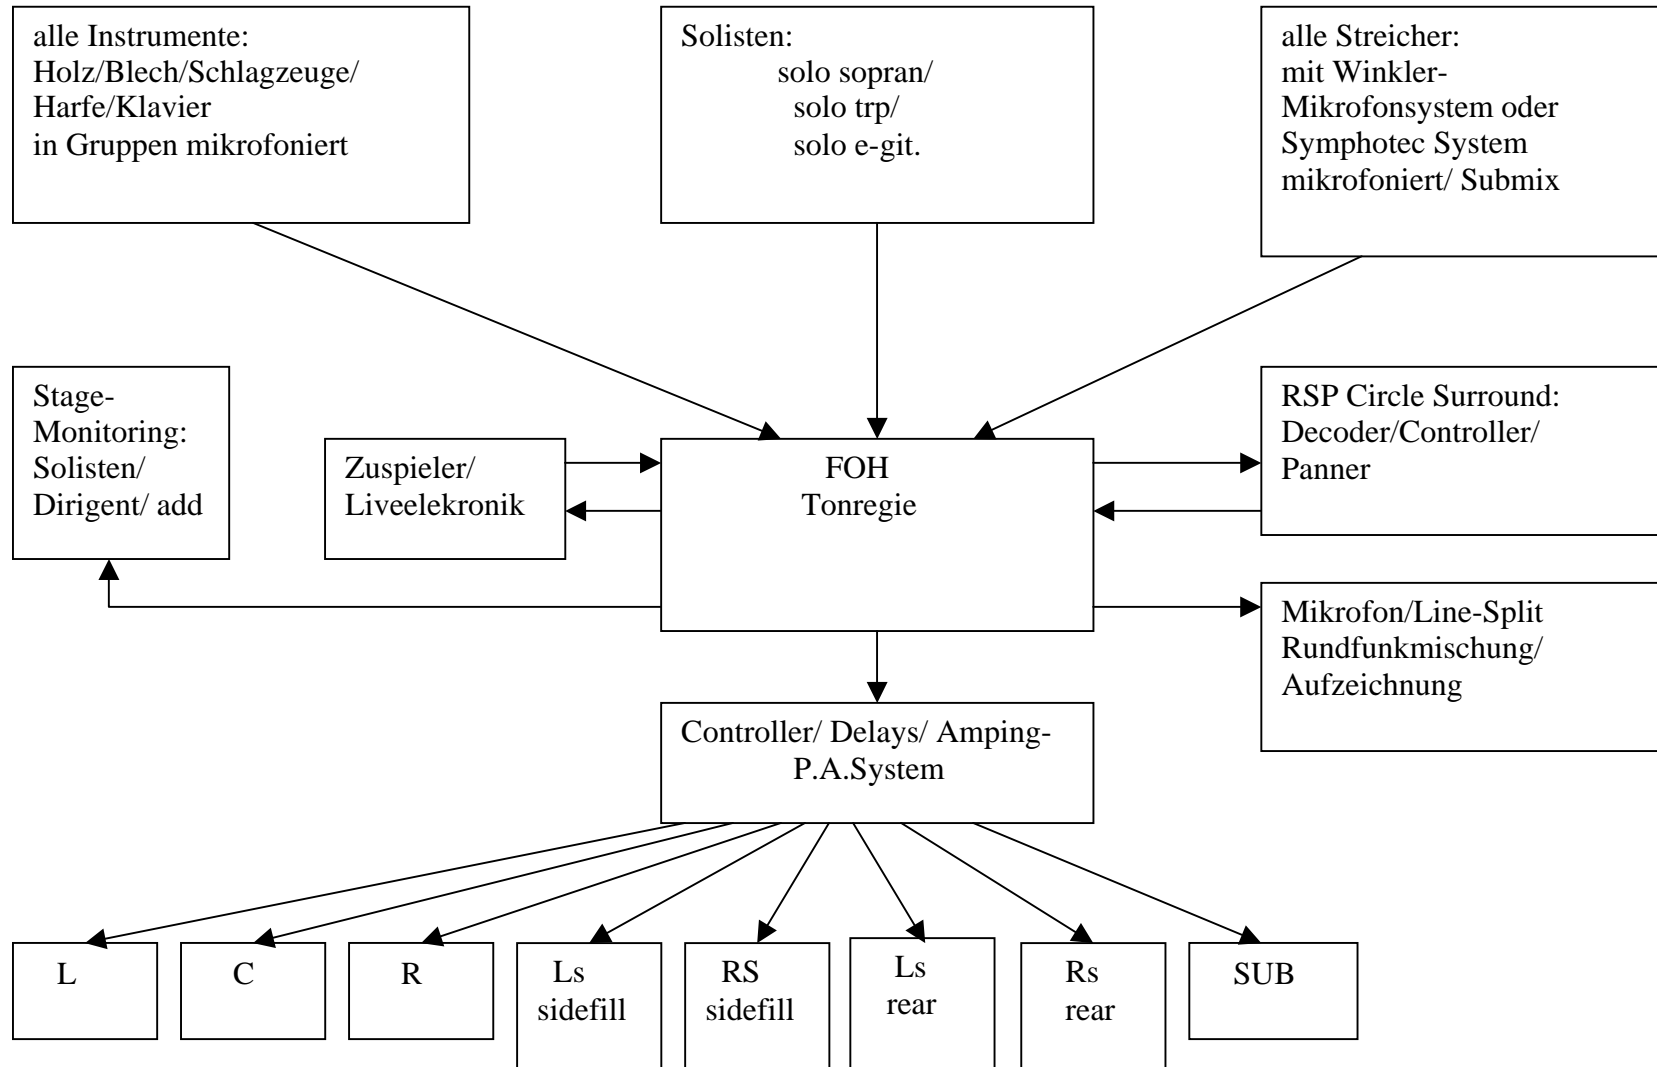 alle Instrumente:
Holz/Blech/Schlagzeuge/
Harfe/Klavier
in Gruppen mikrofoniert
Solisten:
solo sopran/
solo trp/
solo e-git.
alle Streicher:
mit Winkler-
Mikrofonsystem oder
Symphotec System
mikrofoniert/ Submix
Stage-
Monitoring:
Solisten/
Dirigent/ add
Zuspieler/
Liveelekronik
FOH
Tonregie
RSP Circle Surround:
Decoder/Controller/
Panner
Mikrofon/Line-Split
Rundfunkmischung/
Aufzeichnung
Controller/ Delays/ Amping-
P.A.System
L
C
R
Ls
sidefill
RS
sidefill
Ls
rear
Rs
rear
SUB